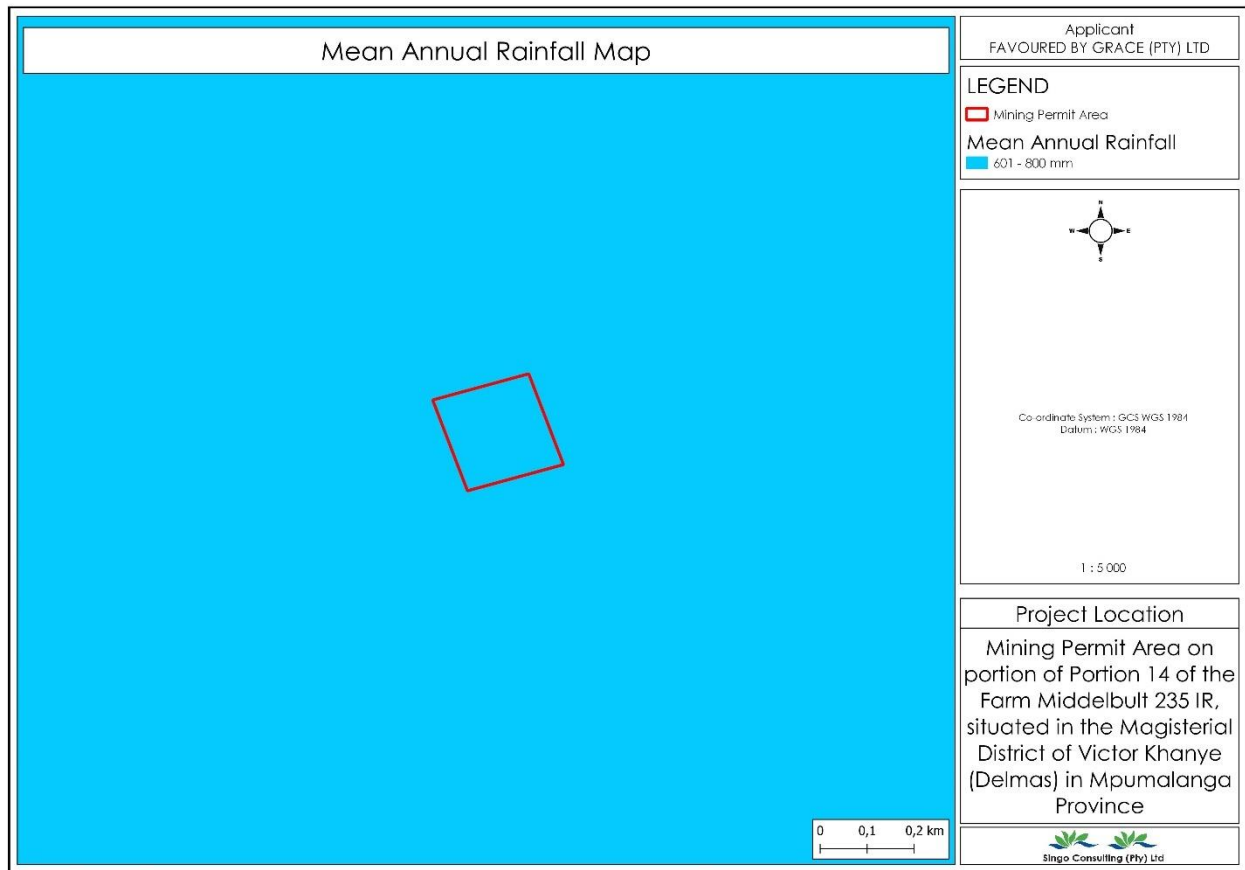 Mean Annual Rainfall Map
Applicant
FAVOURED BY GRACE (PTY) LTD
LEGEND
Mining Permit Area
Mean Annual Rainfall
601 - 800 mm
N
W E
S
Co-ordinate System : GCS WGS 1984
Datum : WGS 1984
1 : 5 000
0 0,1 0,2 km
Project Location
Mining Permit Area on
portion of Portion 14 of the
Farm Middelbult 235 IR,
situated in the Magisterial
District of Victor Khanye
(Delmas) in Mpumalanga
Province
Singo Consulting (Pty) Ltd